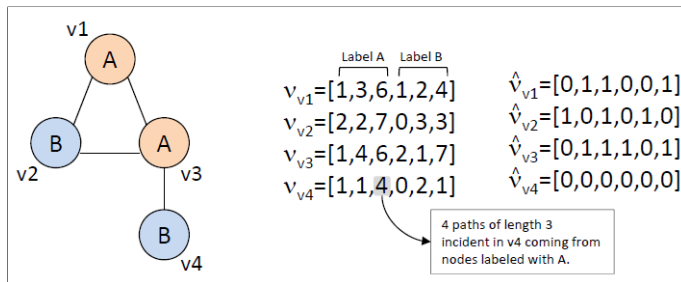 v1
A
B
A
v2
v3
B
v4
Label A Label B
νv1=[1,3,6,1,2,4]
νv2=[2,2,7,0,3,3]
νv3=[1,4,6,2,1,7]
νv4=[1,1,4,0,2,1]
ν̂v1=[0,1,1,0,0,1]
ν̂v2=[1,0,1,0,1,0]
ν̂v3=[0,1,1,1,0,1]
ν̂v4=[0,0,0,0,0,0]
4 paths of length 3
incident in v4 coming from
nodes labeled with A.